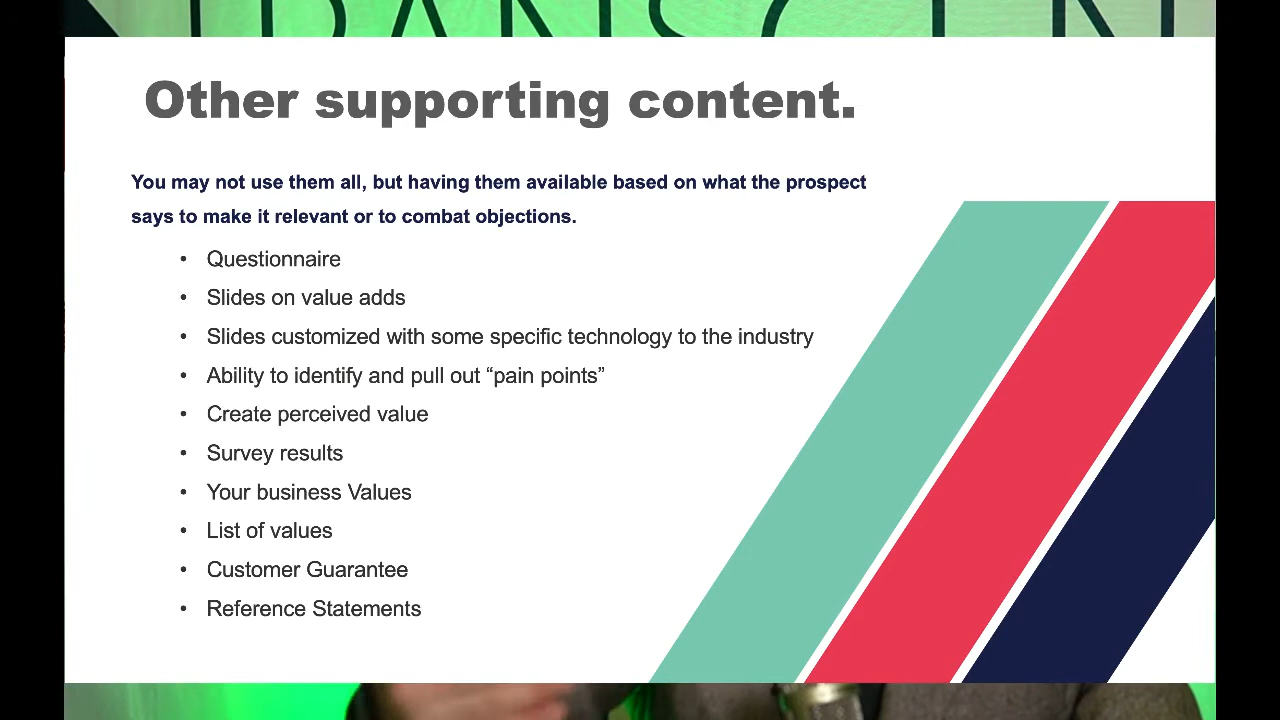 Other supporting content.
You may not use them all, but having them available based on what the prospect
says to make it relevant or to combat objections.
• Questionnaire
• Slides on value adds
• Slides customized with some specific technology to the industry
• Ability to identify and pull out “pain points”
• Create perceived value
• Survey results
• Your business Values
• List of values
• Customer Guarantee
• Reference Statements